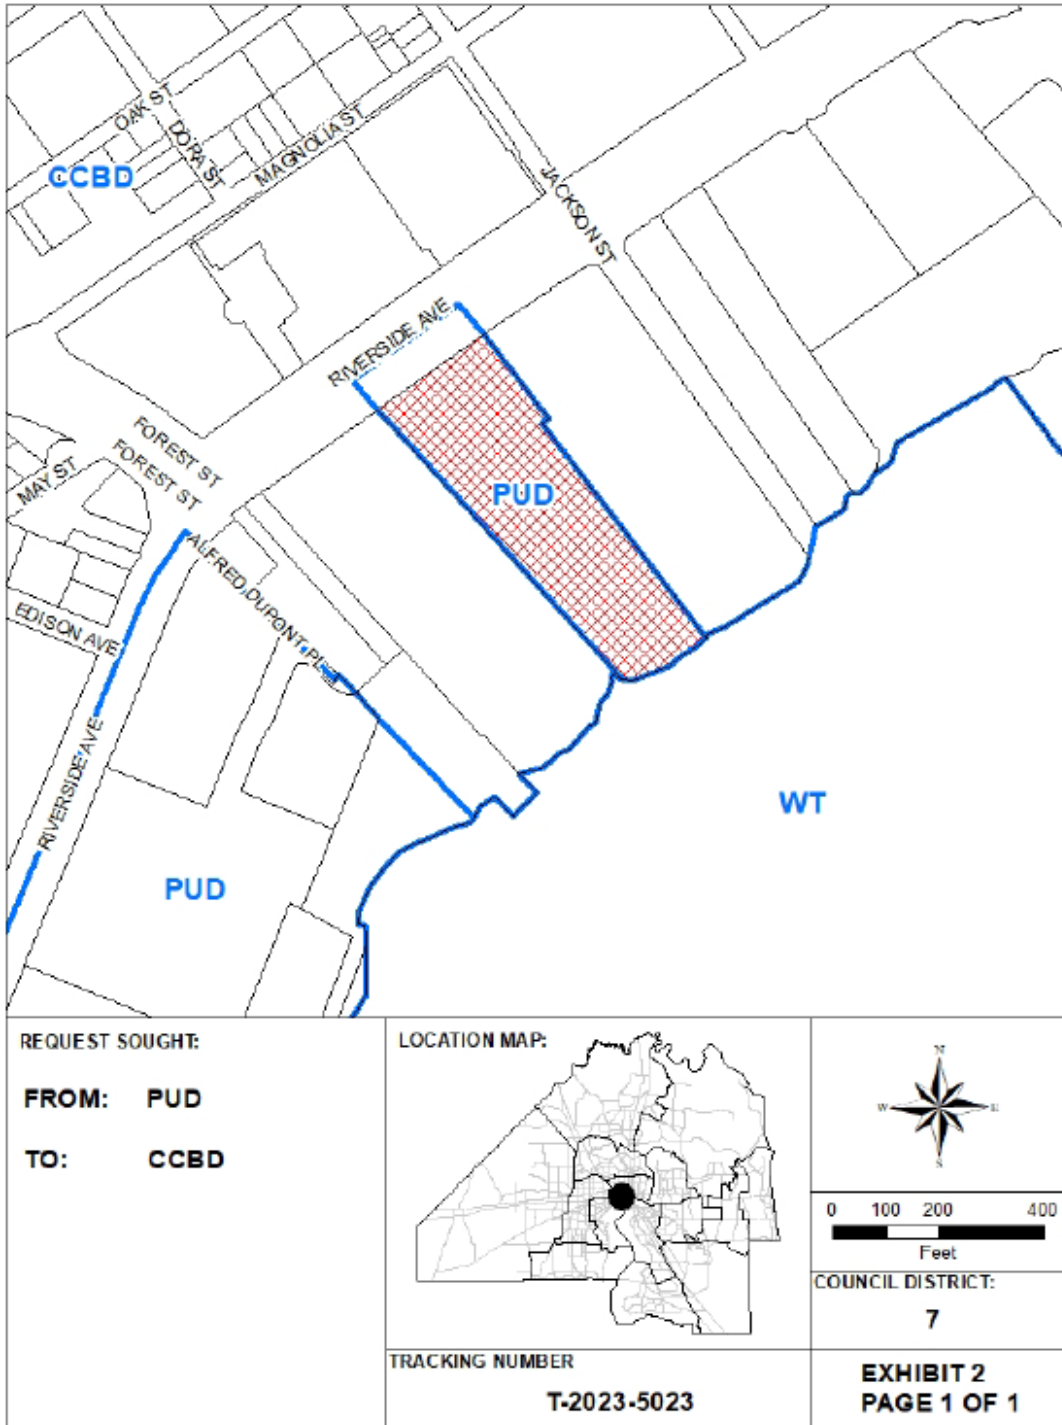 OAK ST
DORA ST
MAGNOLIA ST
CCBD
JACKSON ST
RIVERSIDE AVE
FOREST ST
FOREST ST
MAY ST
PUD
ALFRED DUPONT PL
EDISON AVE
RIVERSIDE AVE
WT
PUD
REQUEST SOUGHT:
FROM: PUD
TO: CCBD
LOCATION MAP:
N
W E
S
0 100 200 400
Feet
COUNCIL DISTRICT:
7
TRACKING NUMBER
T-2023-5023
EXHIBIT 2
PAGE 1 OF 1